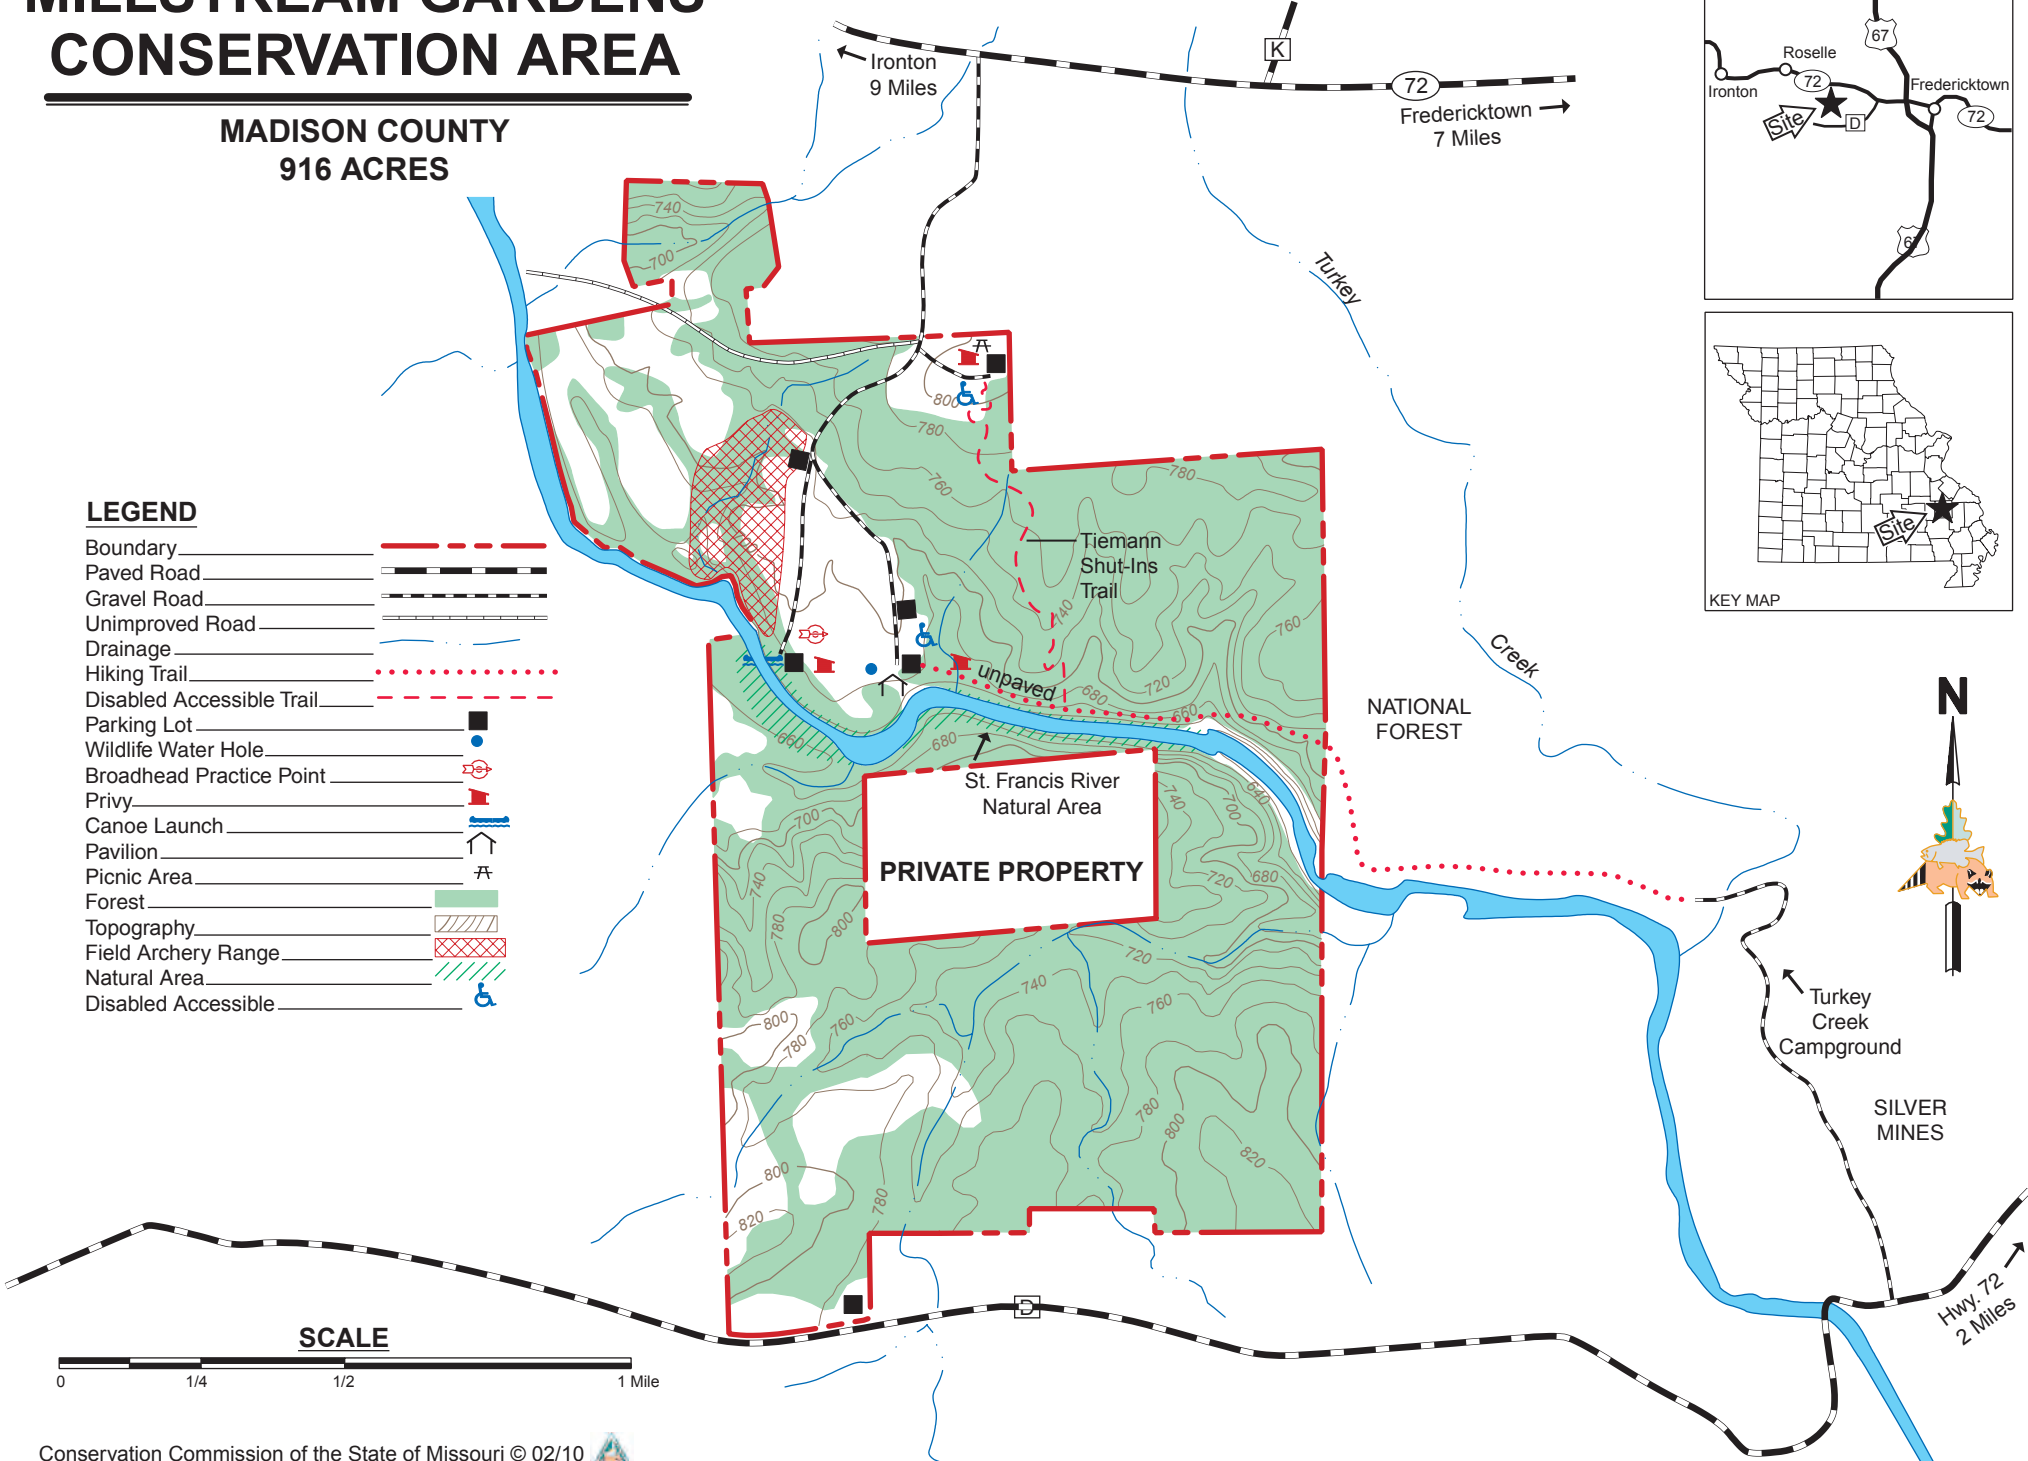 MILLSTREAM GARDENS
CONSERVATION AREA
MADISON COUNTY
916 ACRES
Ironton
9 Miles
K
72
Fredericktown
7 Miles
67
Roselle
72
Ironton
Fredericktown
Site
D
72
67
Site
KEY MAP
740
700
Turkey
800
780
760
780
LEGEND
Boundary
Paved Road
Gravel Road
Unimproved Road
Drainage
Hiking Trail
Disabled Accessible Trail
Parking Lot
Wildlife Water Hole
Broadhead Practice Point
Privy
Canoe Launch
Pavilion
Picnic Area
Forest
Topography
Field Archery Range
Natural Area
Disabled Accessible
Tiemann
Shut-Ins
Trail
740
760
Creek
unpaved
680
720
660
NATIONAL
FOREST
N
660
680
St. Francis River
Natural Area
PRIVATE PROPERTY
740
700
640
700
740
780
800
720
680
720
740
760
800
780
760
Turkey
Creek
Campground
SILVER
MINES
780
800
820
800
820
780
D
Hwy. 72
2 Miles
SCALE
0
1/4
1/2
1 Mile
Conservation Commission of the State of Missouri © 02/10